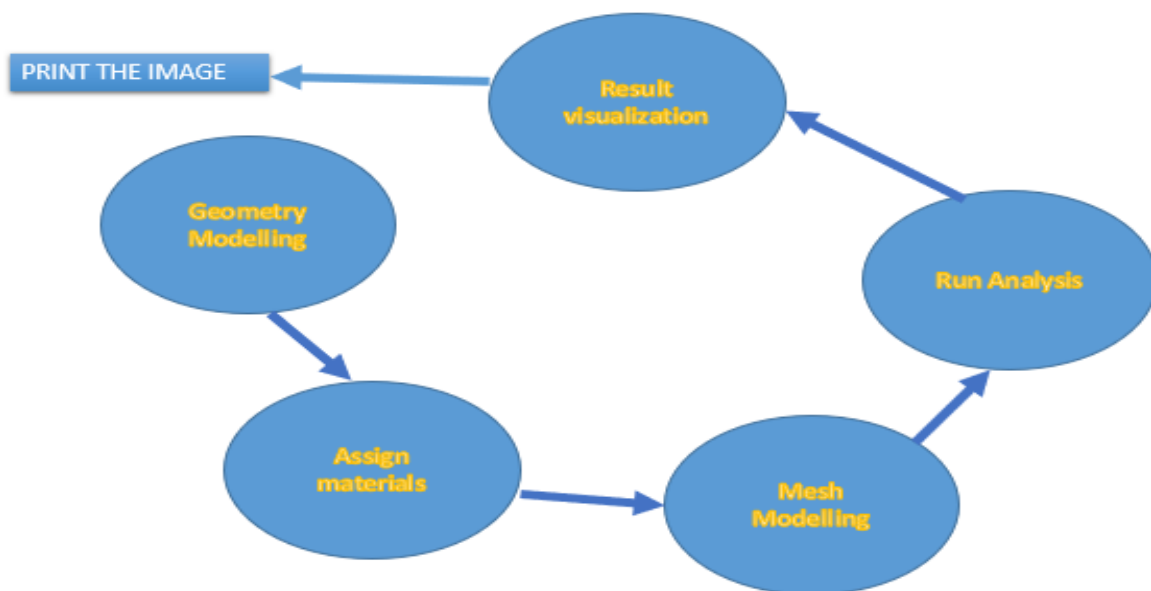 PRINT THE IMAGE
Result
visualization
Geometry
Modelling
Run Analysis
Assign
materials
Mesh
Modelling